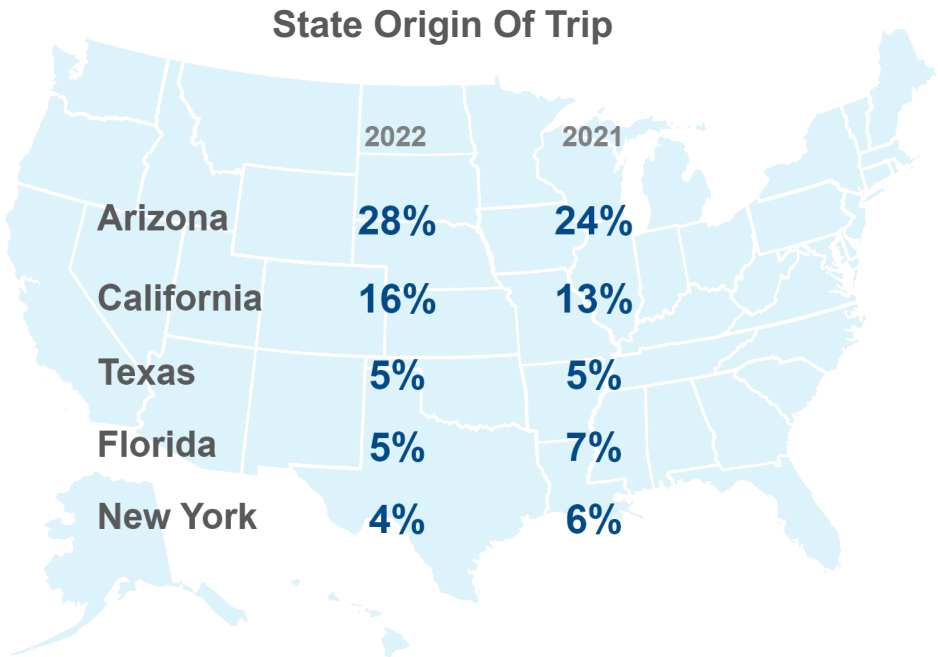 State Origin Of Trip
2022 2021
Arizona 28% 24%
California 16% 13%
Texas 5% 5%
Florida 5% 7%
New York 4% 6%